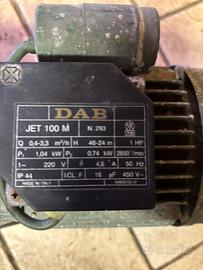 DAB
JET 100 M N. 293
Q 0,4-3,3 m³/h H 46-24 m 1 HP
P₁ 1,04 kW P₂ 0,74 kW 2850 ¹/min
1~ 220 V 4,8 A 50 Hz
IP 44 I.CL. F 16 µF 450 V~
MADE IN ITALY